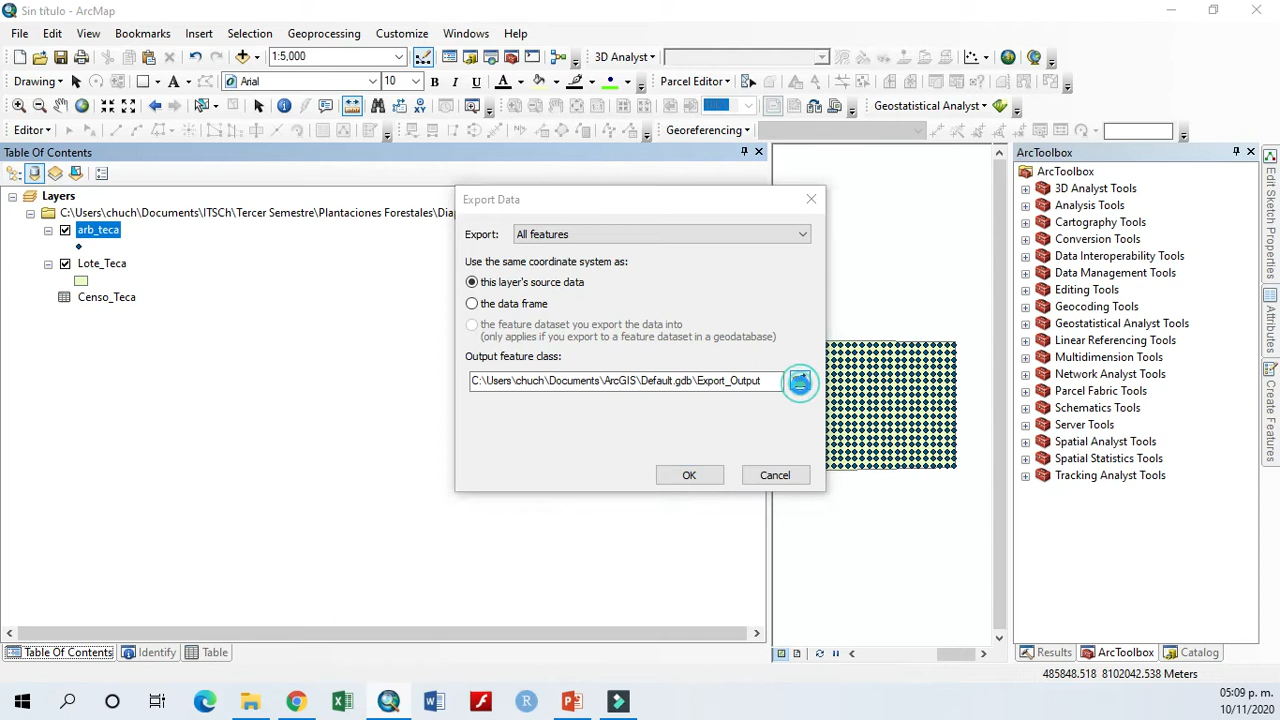 Sin título - ArcMap
File Edit View Bookmarks Insert Selection Geoprocessing Customize Windows Help
1:5,000 3D Analyst
Drawing Arial 10 B I U A Parcel Editor
Geostatistical Analyst
Editor Georeferencing
Table Of Contents
ArcToolbox
Layers
C:\Users\chuch\Documents\ITSCh\Tercer Semestre\Plantaciones Forestales\Dia
arb_teca
Lote_Teca
Censo_Teca
Export Data
Export: All features
Use the same coordinate system as:
this layer's source data
the data frame
the feature dataset you export the data into
(only applies if you export to a feature dataset in a geodatabase)
Output feature class:
C:\Users\chuch\Documents\ArcGIS\Default.gdb\Export_Output
OK Cancel
ArcToolbox
3D Analyst Tools
Analysis Tools
Cartography Tools
Conversion Tools
Data Interoperability Tools
Data Management Tools
Editing Tools
Geocoding Tools
Geostatistical Analyst Tools
Linear Referencing Tools
Multidimension Tools
Network Analyst Tools
Parcel Fabric Tools
Schematics Tools
Server Tools
Spatial Analyst Tools
Spatial Statistics Tools
Tracking Analyst Tools
Edit Sketch Properties
Attributes
Create Features
Table Of Contents Identify Table
Results ArcToolbox Catalog
485848.518 8102042.538 Meters
05:09 p. m.
10/11/2020